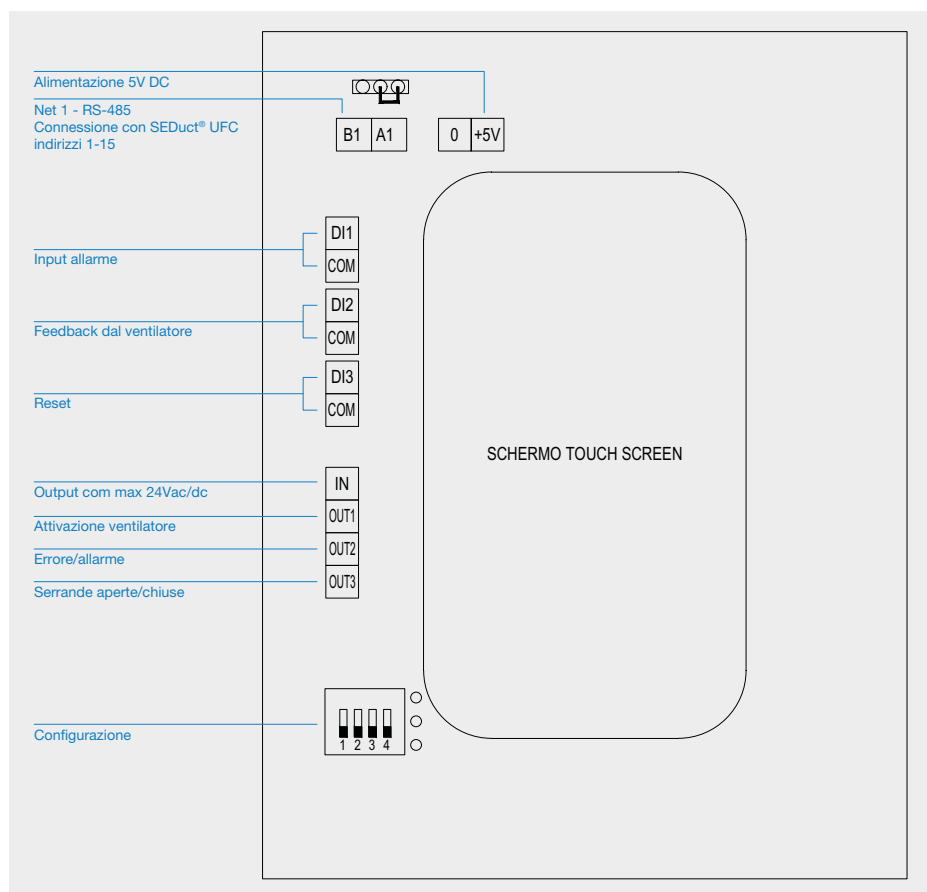 Alimentazione 5V DC
Net 1 - RS-485
Connessione con SEDuct® UFC
indirizzi 1-15
B1 A1 0 +5V
DI1
Input allarme
COM
DI2
Feedback dal ventilatore
COM
DI3
Reset
COM
SCHERMO TOUCH SCREEN
IN
Output com max 24Vac/dc
OUT1
Attivazione ventilatore
OUT2
Errore/allarme
OUT3
Serrande aperte/chiuse
Configurazione
1 2 3 4